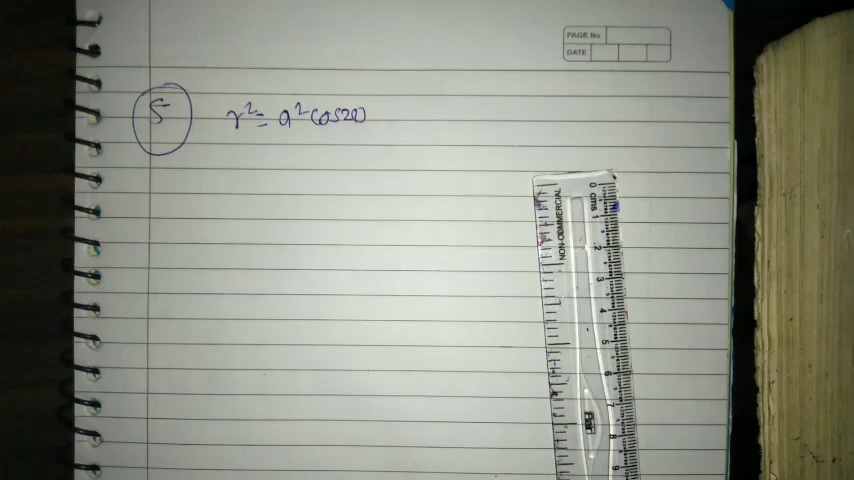 PAGE No
DATE
5 r² = a² cos2θ
NON-COMMERCIAL
0 cms 1 2 3 4 5 6 7 8 9